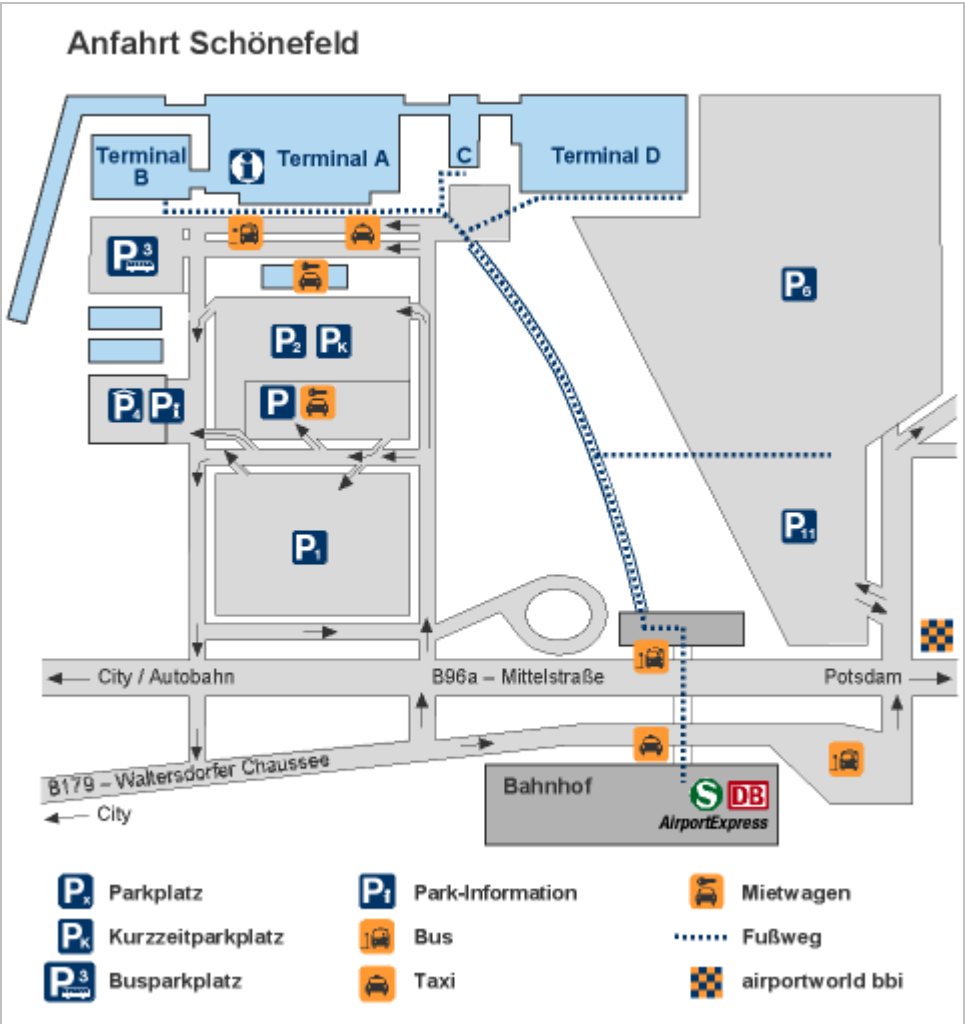 Anfahrt Schönefeld
Terminal B
Terminal A
C
Terminal D
P3
P6
P2
PK
P4
P
P
P1
P11
City / Autobahn
B96a – Mittelstraße
Potsdam
B179 – Waltersdorfer Chaussee
City
Bahnhof
S
DB
AirportExpress
Px Parkplatz
P Park-Information
Mietwagen
PK Kurzzeitparkplatz
Bus
Fußweg
P3 Busparkplatz
Taxi
airportworld bbi